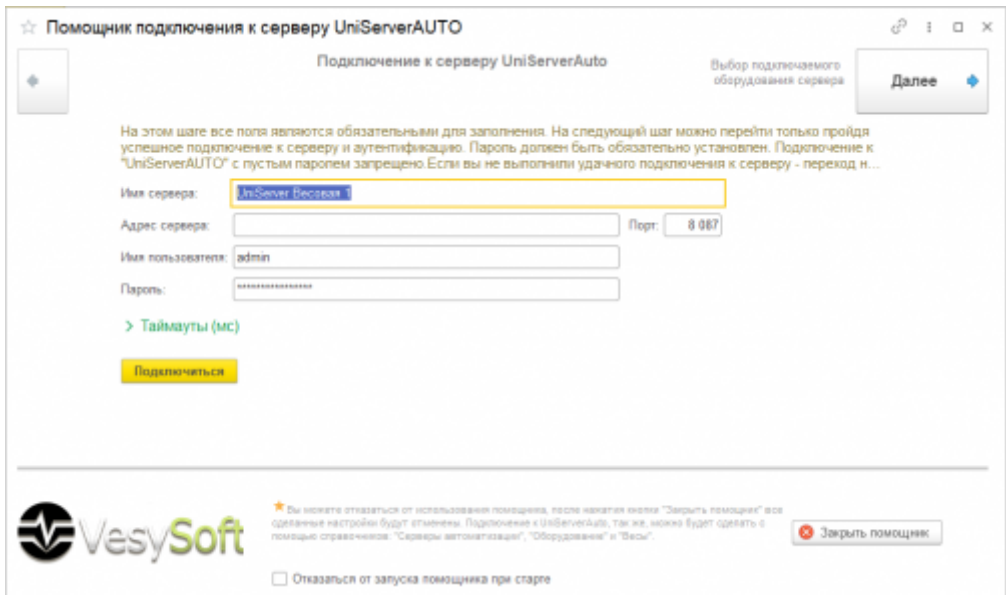 Помощник подключения к серверу UniServerAUTO
Подключение к серверу UniServerAuto
Выбор подключаемого
оборудования сервера
Далее
На этом шаге все поля являются обязательными для заполнения. На следующий шаг можно перейти только пройдя
успешное подключение к серверу и аутентификацию. Пароль должен быть обязательно установлен. Подключение к
"UniServerAUTO" с пустым паролем запрещено.Если вы не выполнили удачного подключения к серверу - переход н...
Имя сервера: UniServer Весовая 1
Адрес сервера: Порт: 8 087
Имя пользователя: admin
Пароль: ****************
> Таймауты (мс)
Подключиться
VesySoft
Вы можете отказаться от использования помощника, после нажатия кнопки "Закрыть помощник" все
сделанные настройки будут отменены. Подключение к UniServerAuto, так же, можно будет сделать с
помощью справочников: "Серверы автоматизации", "Оборудование" и "Весы".
Закрыть помощник
Отказаться от запуска помощника при старте